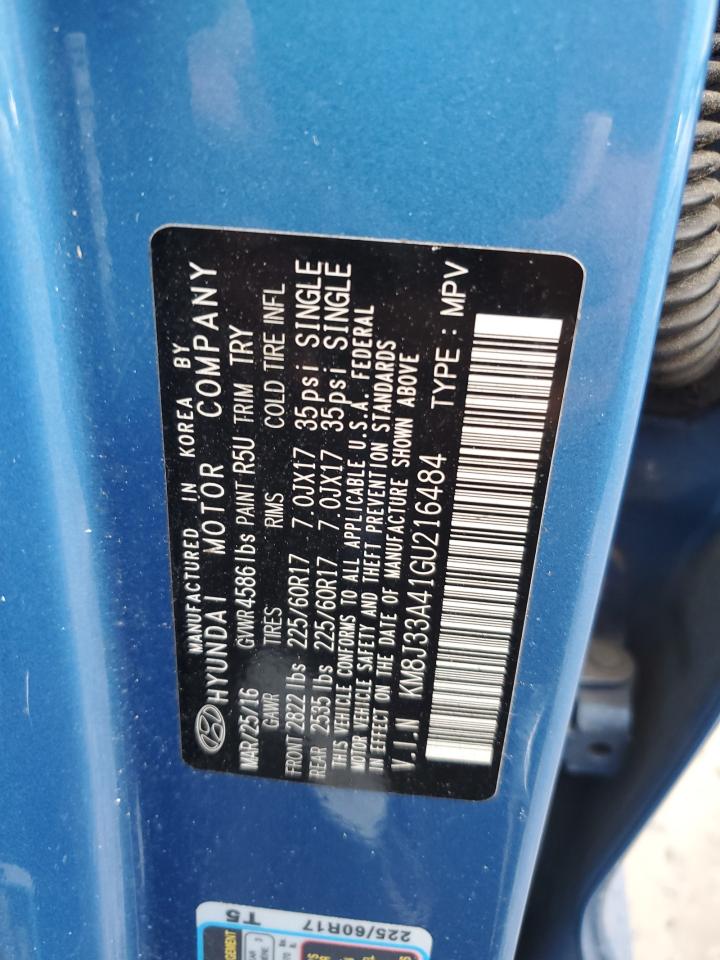 MANUFACTURED IN KOREA BY
HYUNDAI MOTOR COMPANY
MAR/25/16 GVWR 4586 lbs PAINT R5U TRIM TRY
GAWR TIRES RIMS COLD TIRE INFL
FRONT 2822 lbs 225/60R17 7.0JX17 35psi SINGLE
REAR 2535 lbs 225/60R17 7.0JX17 35psi SINGLE
THIS VEHICLE CONFORMS TO ALL APPLICABLE U.S.A. FEDERAL
MOTOR VEHICLE SAFETY AND THEFT PREVENTION STANDARDS
IN EFFECT ON THE DATE OF MANUFACTURE SHOWN ABOVE
V.I.N KM8J33A41GU216484 TYPE : MPV
T5
225/60R17